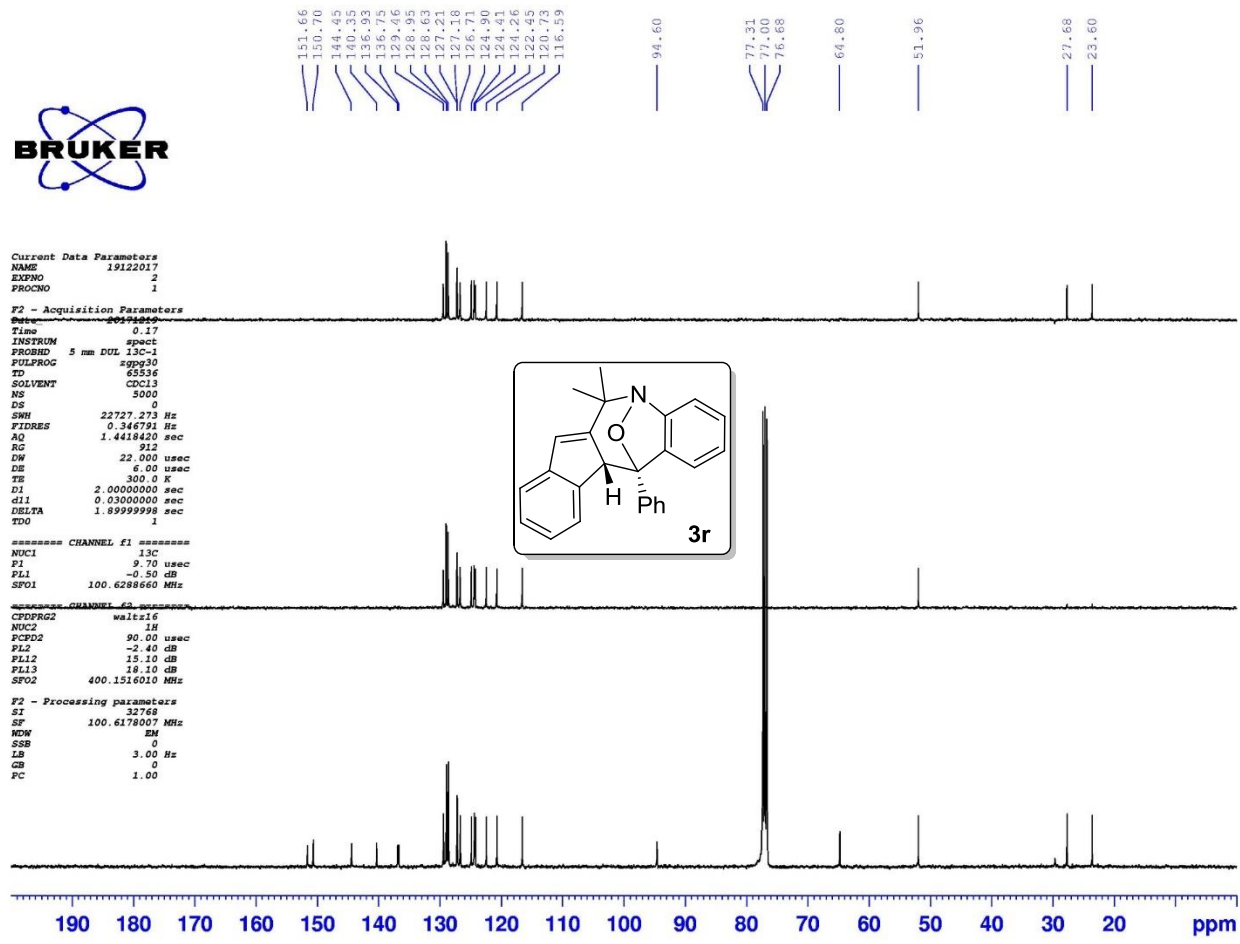 151.66
150.70
144.45
140.35
136.93
136.75
129.46
128.95
128.63
127.21
127.18
126.71
124.90
124.41
124.26
122.45
120.73
116.59
94.60
77.31
77.00
76.68
64.80
51.96
27.68
23.60
BRUKER
Current Data Parameters
NAME 19122017
EXPNO 2
PROCNO 1
F2 - Acquisition Parameters
Date_ 20171219
Time 0.17
INSTRUM spect
PROBHD 5 mm DUL 13C-1
PULPROG zgpg30
TD 65536
SOLVENT CDCl3
NS 5000
DS 0
SWH 22727.273 Hz
FIDRES 0.346791 Hz
AQ 1.4418420 sec
RG 912
DW 22.000 usec
DE 6.00 usec
TE 300.0 K
D1 2.00000000 sec
d11 0.03000000 sec
DELTA 1.89999998 sec
TD0 1
======== CHANNEL f1 ========
NUC1 13C
P1 9.70 usec
PL1 -0.50 dB
SFO1 100.6288660 MHz
======== CHANNEL f2 ========
CPDPRG2 waltz16
NUC2 1H
PCPD2 90.00 usec
PL2 -2.40 dB
PL12 15.10 dB
PL13 18.10 dB
SFO2 400.1516010 MHz
F2 - Processing parameters
SI 32768
SF 100.6178007 MHz
WDW EM
SSB 0
LB 3.00 Hz
GB 0
PC 1.00
N
O
H
Ph
3r
190 180 170 160 150 140 130 120 110 100 90 80 70 60 50 40 30 20 ppm